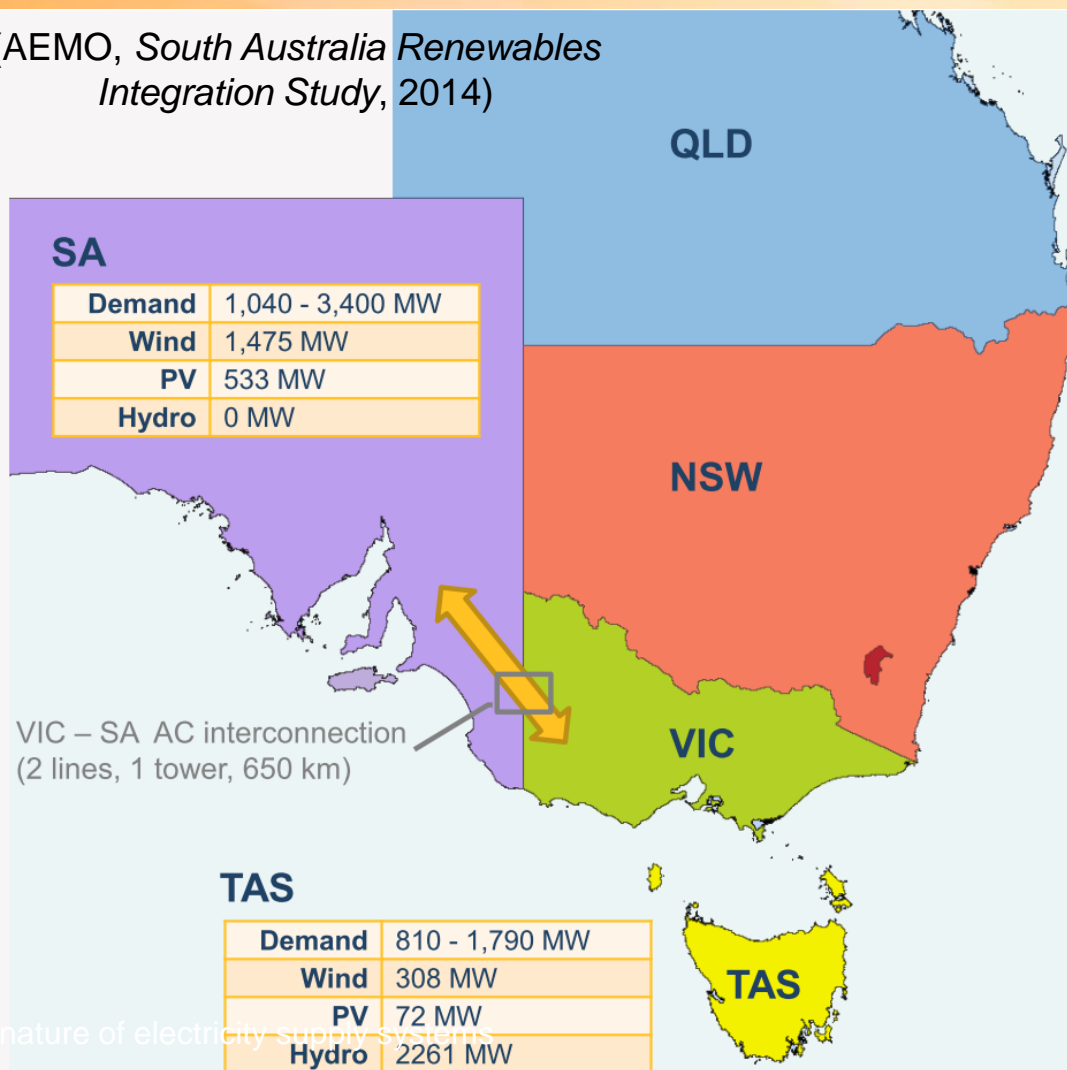 (AEMO, South Australia Renewables
Integration Study, 2014)
QLD
SA
Demand 1,040 - 3,400 MW
Wind 1,475 MW
PV 533 MW
Hydro 0 MW
NSW
VIC – SA AC interconnection
(2 lines, 1 tower, 650 km)
VIC
TAS
Demand 810 - 1,790 MW
Wind 308 MW
PV 72 MW
Hydro 2261 MW
TAS
nature of electricity supply systems